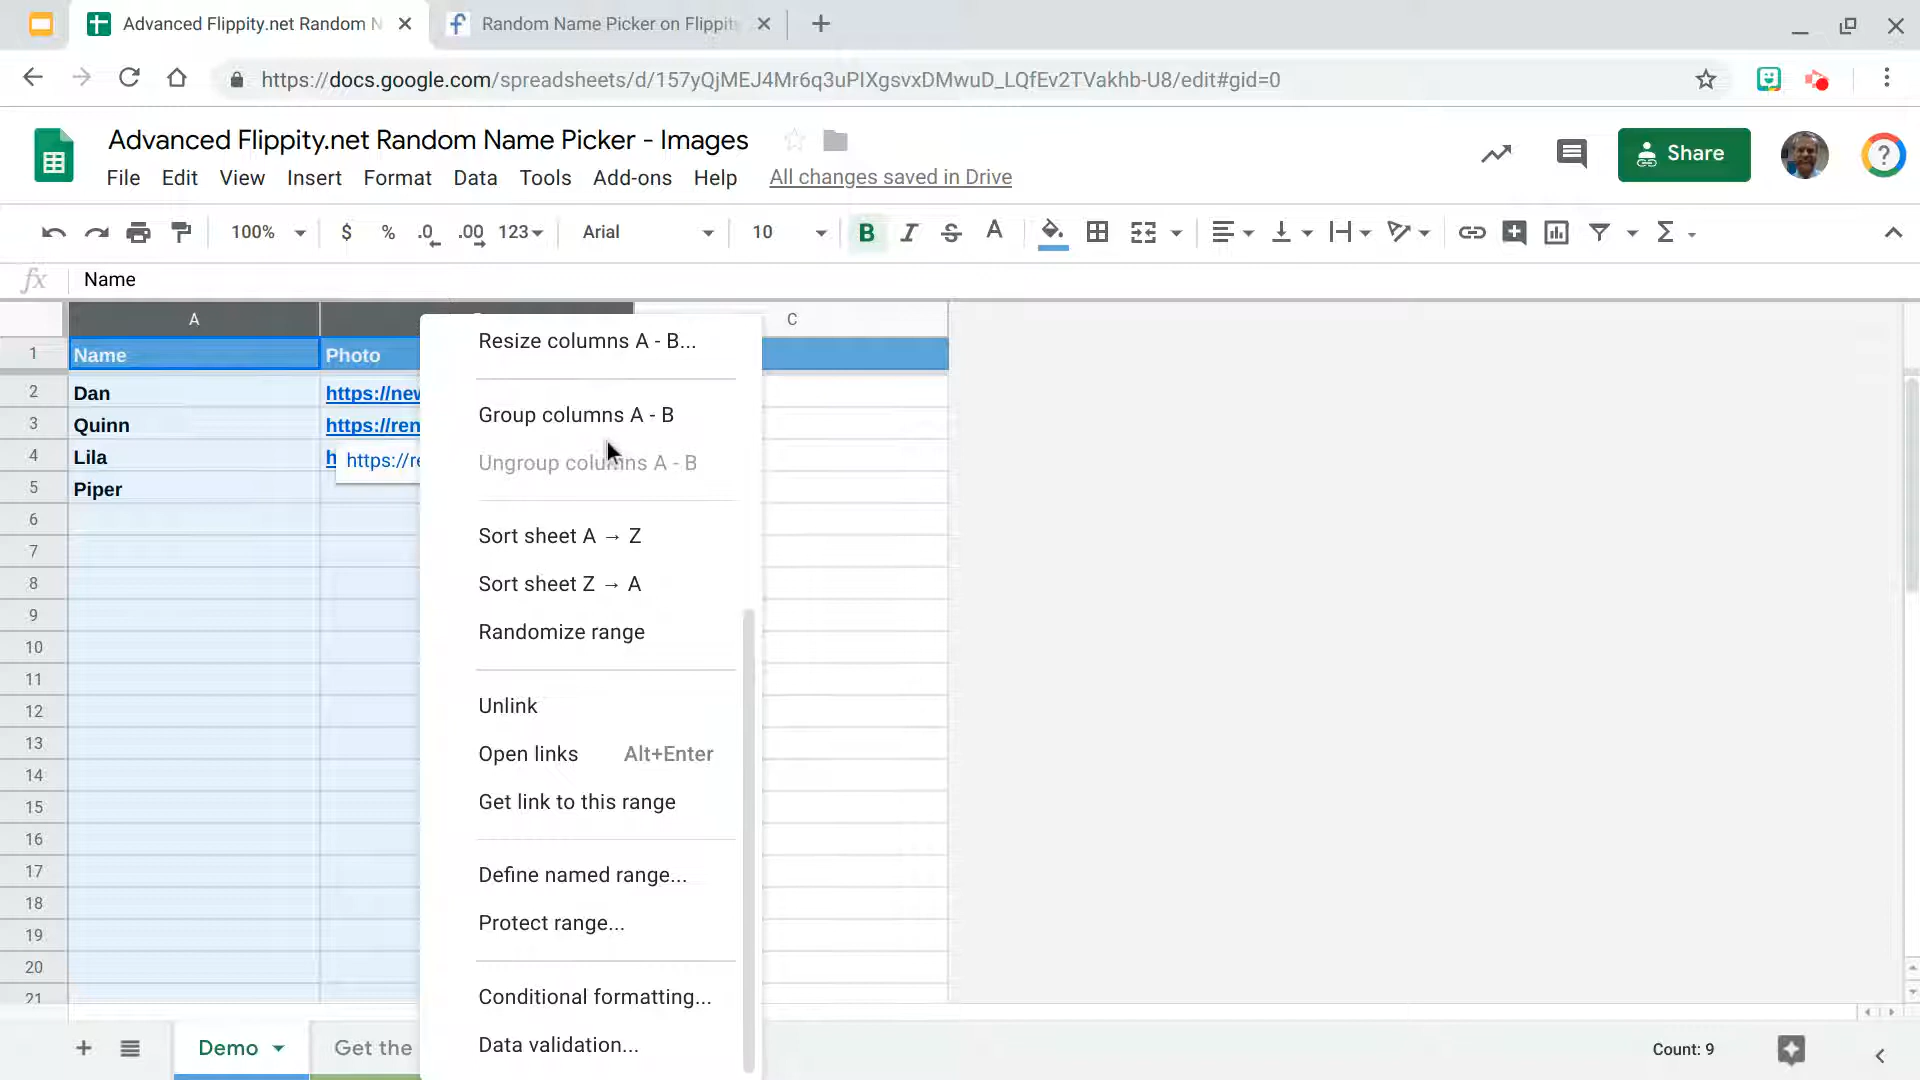 Advanced Flippity.net Random N
Random Name Picker on Flippit
https://docs.google.com/spreadsheets/d/157yQjMEJ4Mr6q3uPIXgsvxDMwuD_LQfEv2TVakhb-U8/edit#gid=0
Advanced Flippity.net Random Name Picker - Images
Share
File Edit View Insert Format Data Tools Add-ons Help All changes saved in Drive
100% $ % .0 .00 123 Arial 10 B I S A Σ
fx Name
A C
1 Name Photo
2 Dan https://new
3 Quinn https://ren
4 Lila h https://re
5 Piper
6
7
8
9
10
11
12
13
14
15
16
17
18
19
20
21
Resize columns A - B...
Group columns A - B
Ungroup columns A - B
Sort sheet A → Z
Sort sheet Z → A
Randomize range
Unlink
Open links Alt+Enter
Get link to this range
Define named range...
Protect range...
Conditional formatting...
Data validation...
Demo Get the
Count: 9